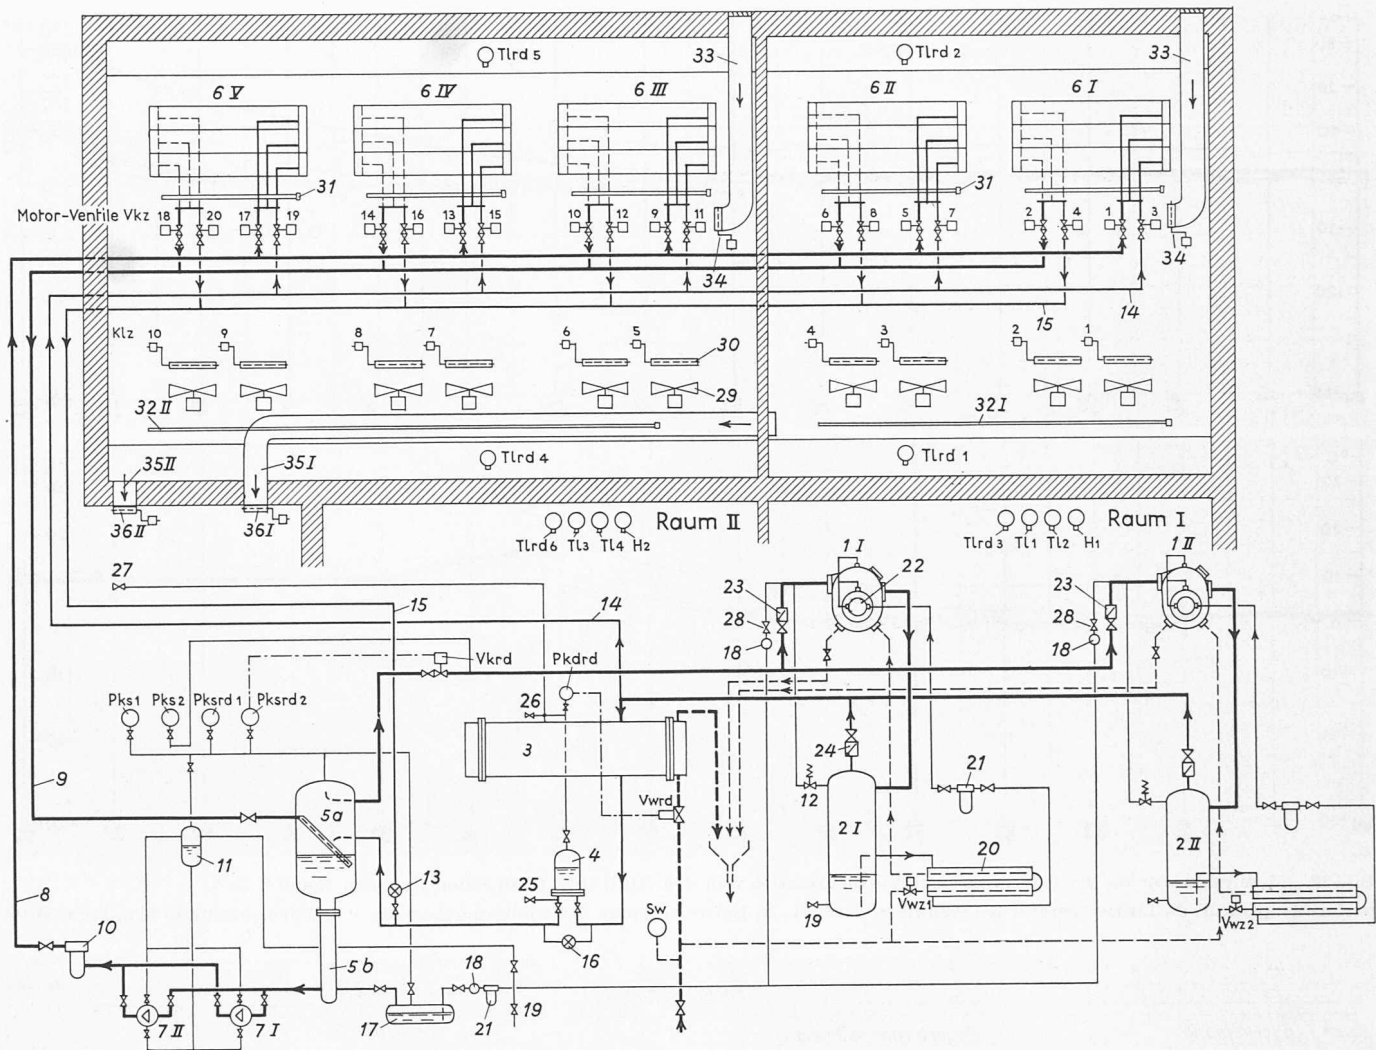 Tlrd 5
33
Tlrd 2
33
6 V
6 IV
6 III
6 II
6 I
31
31
Motor-Ventile Vkz
18 20 17 19
14 16 13 15
10 12 9 11
6 8 5 7
2 4 1 3
34
34
15
14
Klz
10 9 8 7 6 5 4 3 2 1
30
29
32 II
32 I
35 II
35 I
Tlrd 4
Tlrd 1
36 II
36 I
Raum II
Raum I
Tlrd 6 Tl3 Tl4 H2
Tlrd 3 Tl1 Tl2 H1
27
15
14
1 I
1 II
22
23
28
18
23
28
18
Vkrd
Pkdrd
Pks1 Pks2 Pksrd 1 Pksrd 2
26
3
24
9
5a
Vwrd
12
21
2 I
2 II
20
11
4
8
13
25
19
Vwz1
Vwz2
10
16
Sw
5 b
18
17
21
19
7 II
7 I